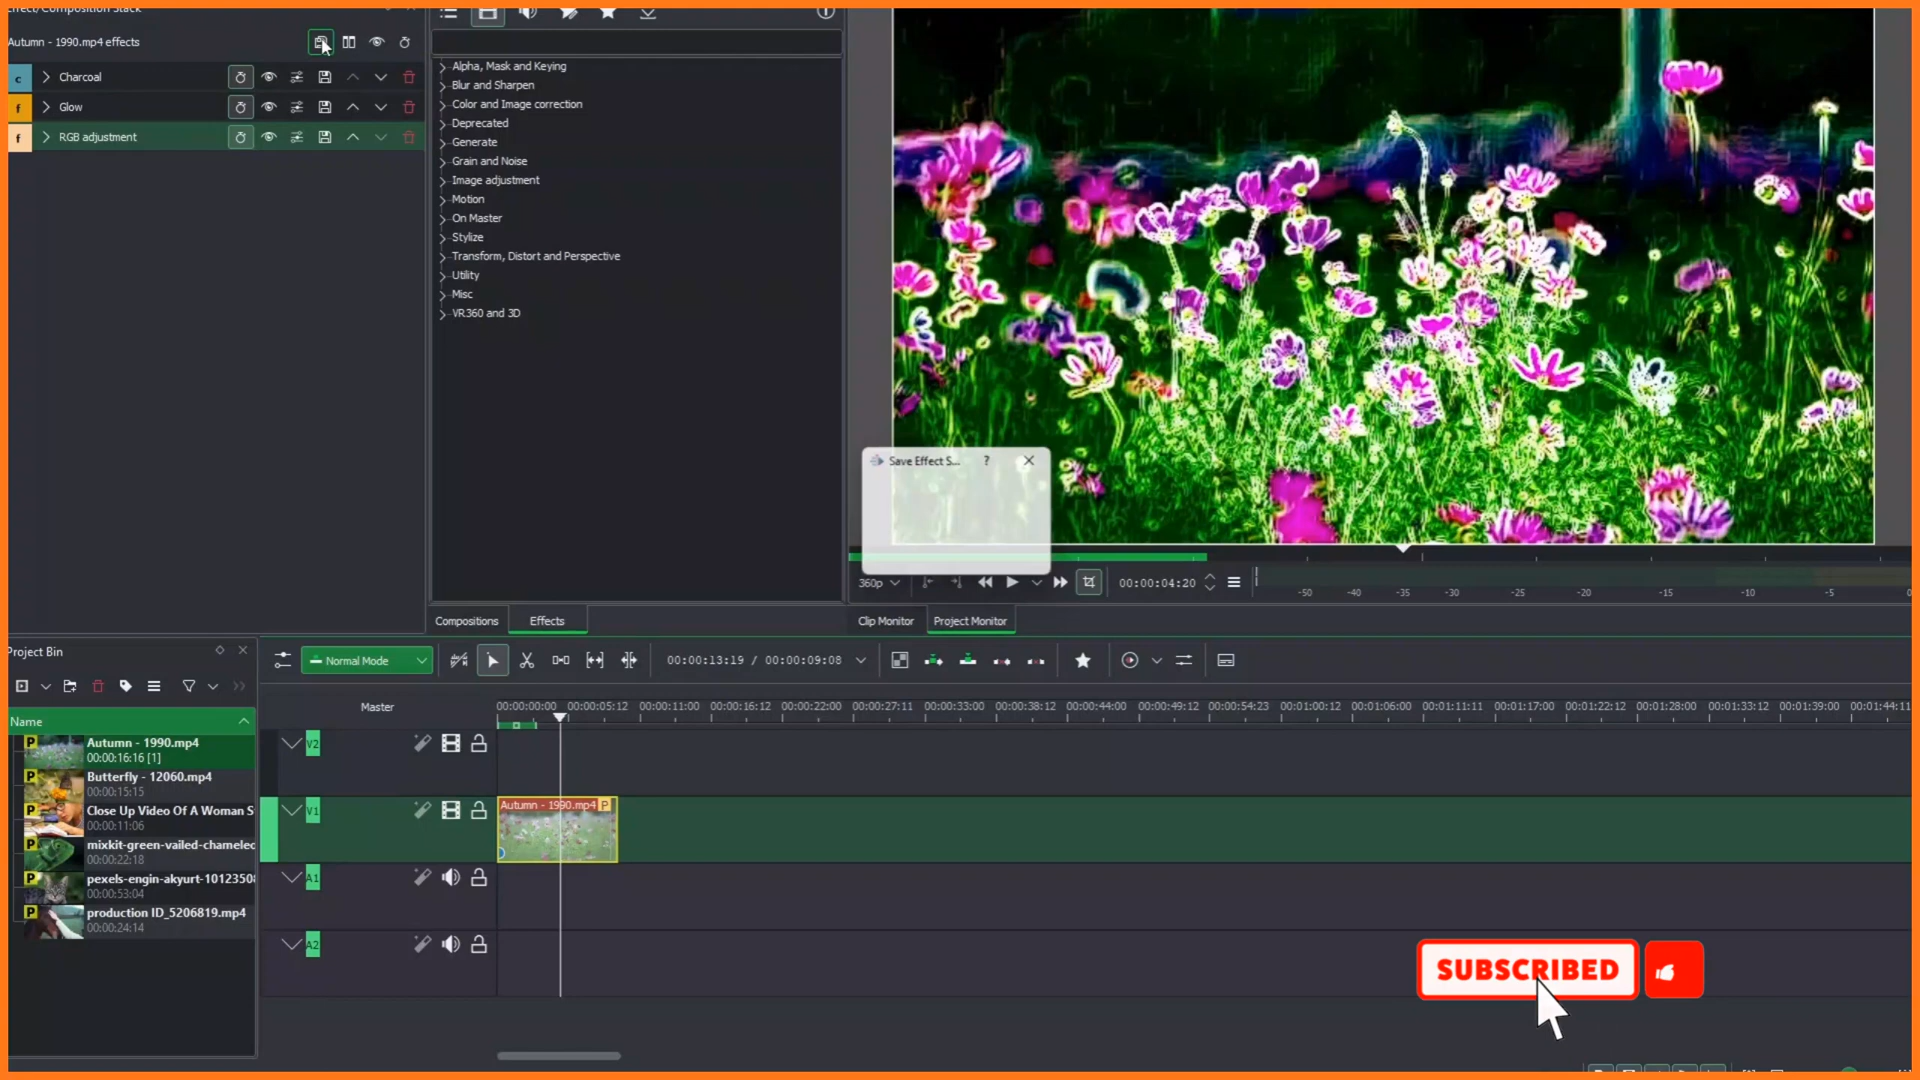 Effect/Composition Stack
Autumn - 1990.mp4 effects
c
Charcoal
f
Glow
f
RGB adjustment
Alpha, Mask and Keying
Blur and Sharpen
Color and Image correction
Deprecated
Generate
Grain and Noise
Image adjustment
Motion
On Master
Stylize
Transform, Distort and Perspective
Utility
Misc
VR360 and 3D
Save Effect S... ?
360p
00:00:04:20
-50 -40 -35 -30 -25 -20 -15 -10 -5 0
Compositions
Effects
Clip Monitor
Project Monitor
Project Bin
Normal Mode
00:00:13:19 / 00:00:09:08
Name
Master
00:00:00:00 00:00:05:12 00:00:11:00 00:00:16:12 00:00:22:00 00:00:27:11 00:00:33:00 00:00:38:12 00:00:44:00 00:00:49:12 00:00:54:23 00:01:00:12 00:01:06:00 00:01:11:11 00:01:17:00 00:01:22:12 00:01:28:00 00:01:33:12 00:01:39:00 00:01:44:11
P
Autumn - 1990.mp4
00:00:16:16 [1]
P
Butterfly - 12060.mp4
00:00:15:15
P
Close Up Video Of A Woman S
00:00:11:06
P
mixkit-green-vailed-chamelec
00:00:22:18
P
pexels-engin-akyurt-10123508
00:00:53:04
P
production ID_5206819.mp4
00:00:24:14
V2
V1
Autumn - 1990.mp4 P
A1
A2
SUBSCRIBED